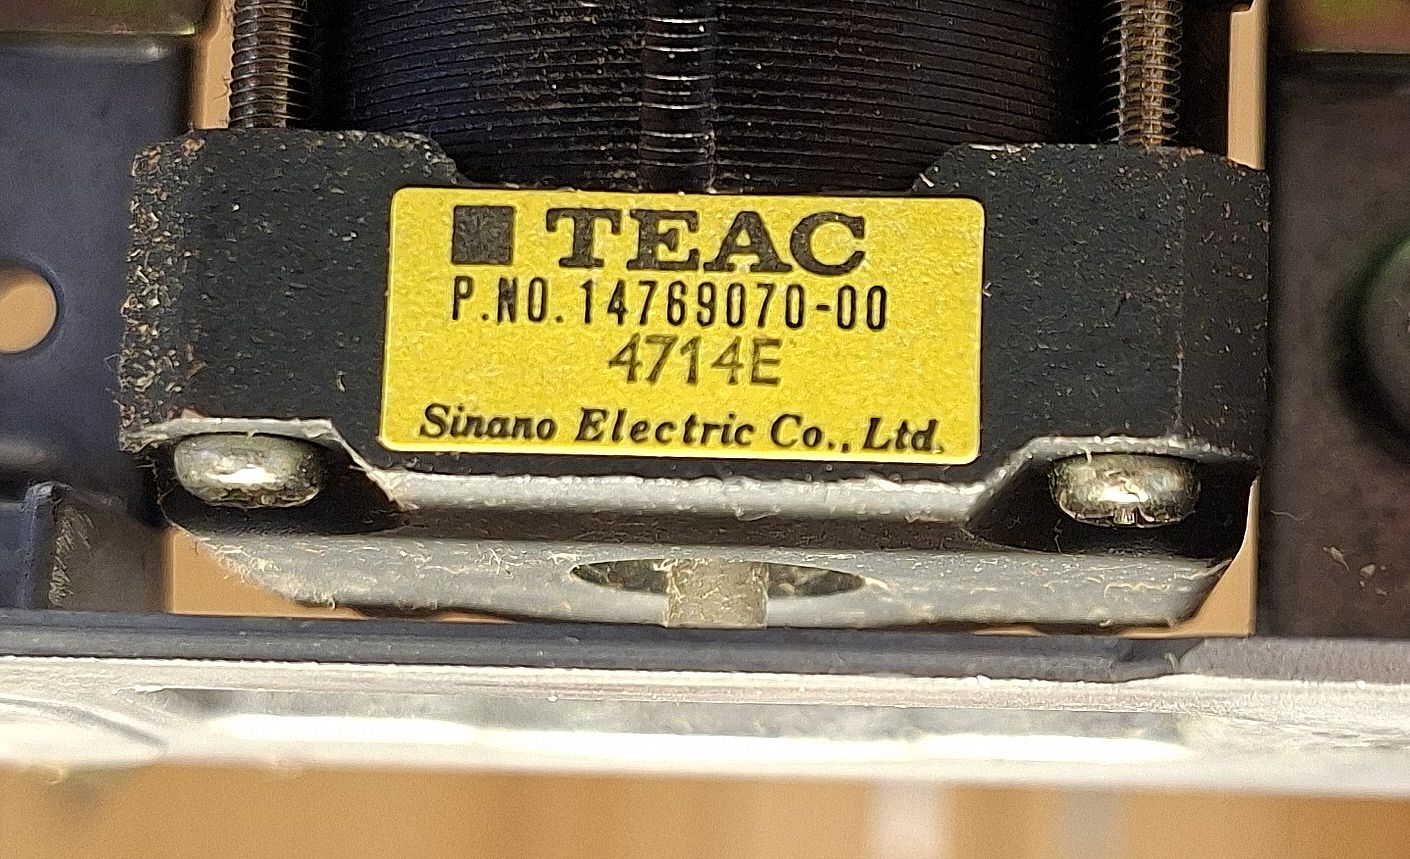 TEAC
P.NO.14769070-00
4714E
Sinano Electric Co., Ltd.